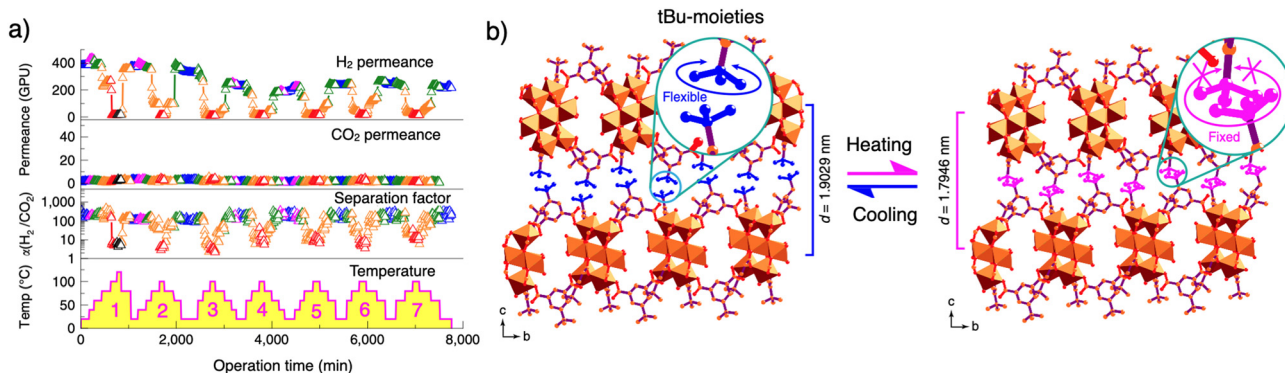 a)
H₂ permeance
CO₂ permeance
Separation factor
Temperature
Permeance (GPU)
400
200
0
40
20
0
α(H₂/CO₂)
1,000
100
10
1
Temp (°C)
100
50
0
1 2 3 4 5 6 7
0 2,000 4,000 6,000 8,000
Operation time (min)
b)
tBu-moieties
Flexible
d = 1.9029 nm
c
b
Heating
Cooling
d = 1.7946 nm
Fixed
c
b